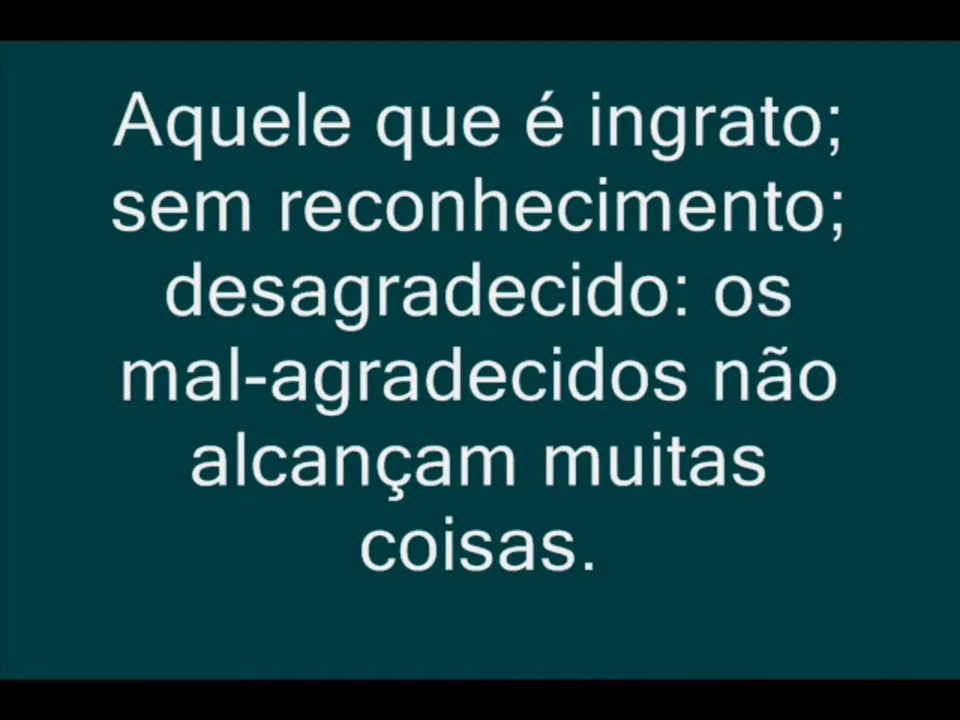 Aquele que é ingrato;
sem reconhecimento;
desagradecido: os
mal-agradecidos não
alcançam muitas
coisas.